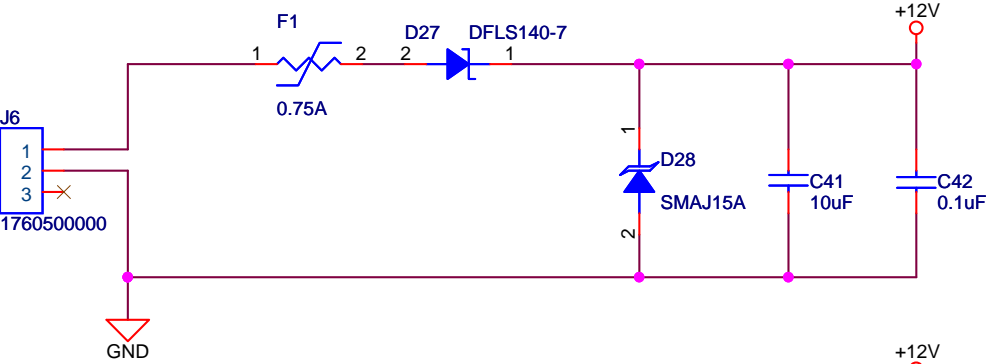 +12V
F1
D27
DFLS140-7
1
2
2
1
0.75A
J6
1
2
3
1760500000
1
D28
SMAJ15A
2
C41
10uF
C42
0.1uF
GND
+12V